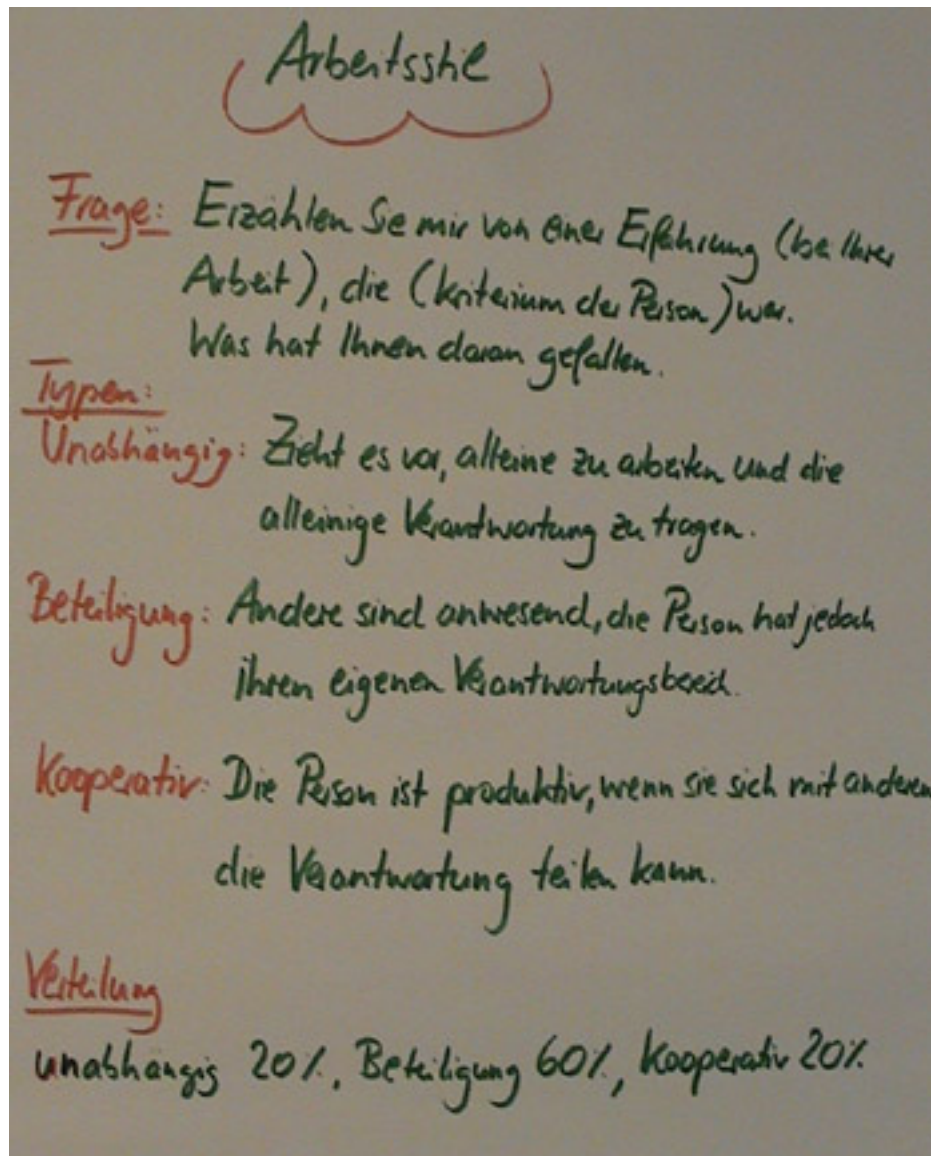 Arbeitsstil
Frage: Erzählen Sie mir von einer Erfahrung (bei Ihrer
Arbeit), die (Kriterium der Person) war.
Was hat Ihnen daran gefallen.
Typen:
Unabhängig: Zieht es vor, alleine zu arbeiten und die
alleinige Verantwortung zu tragen.
Beteiligung: Andere sind anwesend, die Person hat jedoch
ihren eigenen Verantwortungsbereich.
Kooperativ: Die Person ist produktiv, wenn sie sich mit anderen
die Verantwortung teilen kann.
Verteilung
unabhängig 20%, Beteiligung 60%, Kooperativ 20%